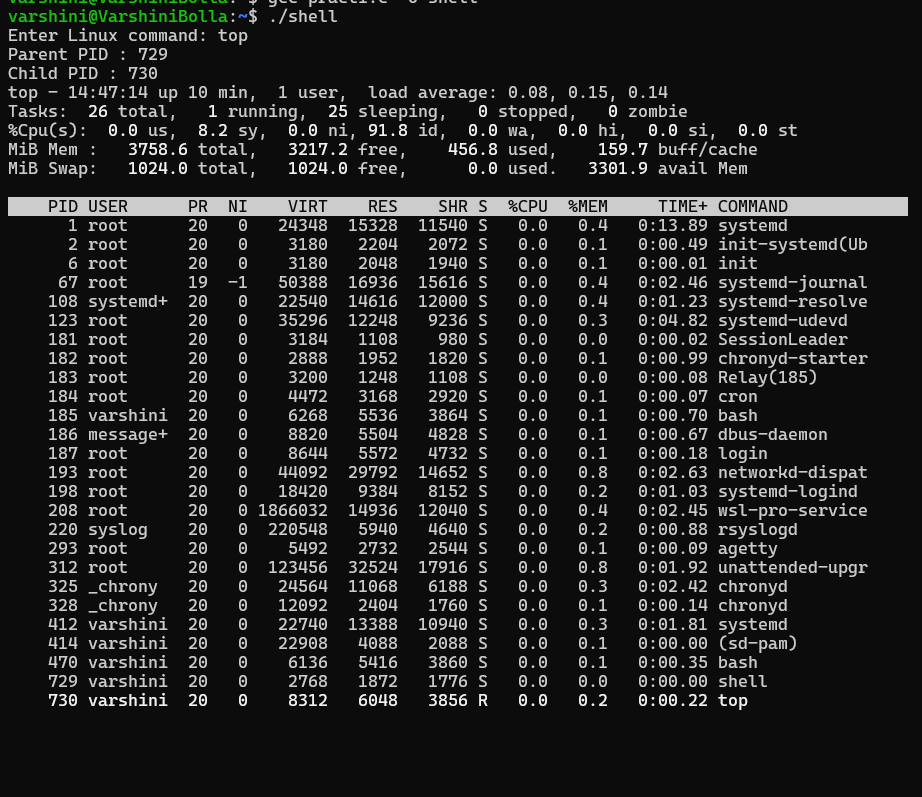 varshini@VarshiniBolla:~$ ./shell
Enter Linux command: top
Parent PID : 729
Child PID : 730
top - 14:47:14 up 10 min,  1 user,  load average: 0.08, 0.15, 0.14
Tasks:  26 total,   1 running,  25 sleeping,   0 stopped,   0 zombie
%Cpu(s):  0.0 us,  8.2 sy,  0.0 ni, 91.8 id,  0.0 wa,  0.0 hi,  0.0 si,  0.0 st
MiB Mem :   3758.6 total,   3217.2 free,    456.8 used,    159.7 buff/cache
MiB Swap:   1024.0 total,   1024.0 free,      0.0 used.   3301.9 avail Mem
PID USER      PR  NI    VIRT    RES    SHR S  %CPU  %MEM     TIME+ COMMAND
1 root      20   0   24348  15328  11540 S   0.0   0.4   0:13.89 systemd
2 root      20   0    3180   2204   2072 S   0.0   0.1   0:00.49 init-systemd(Ub
6 root      20   0    3180   2048   1940 S   0.0   0.1   0:00.01 init
67 root      19  -1   50388  16936  15616 S   0.0   0.4   0:02.46 systemd-journal
108 systemd+  20   0   22540  14616  12000 S   0.0   0.4   0:01.23 systemd-resolve
123 root      20   0   35296  12248   9236 S   0.0   0.3   0:04.82 systemd-udevd
181 root      20   0    3184   1108    980 S   0.0   0.0   0:00.02 SessionLeader
182 root      20   0    2888   1952   1820 S   0.0   0.1   0:00.99 chronyd-starter
183 root      20   0    3200   1248   1108 S   0.0   0.0   0:00.08 Relay(185)
184 root      20   0    4472   3168   2920 S   0.0   0.1   0:00.07 cron
185 varshini  20   0    6268   5536   3864 S   0.0   0.1   0:00.70 bash
186 message+  20   0    8820   5504   4828 S   0.0   0.1   0:00.67 dbus-daemon
187 root      20   0    8644   5572   4732 S   0.0   0.1   0:00.18 login
193 root      20   0   44092  29792  14652 S   0.0   0.8   0:02.63 networkd-dispat
198 root      20   0   18420   9384   8152 S   0.0   0.2   0:01.03 systemd-logind
208 root      20   0 1866032  14936  12040 S   0.0   0.4   0:02.45 wsl-pro-service
220 syslog    20   0  220548   5940   4640 S   0.0   0.2   0:00.88 rsyslogd
293 root      20   0    5492   2732   2544 S   0.0   0.1   0:00.09 agetty
312 root      20   0  123456  32524  17916 S   0.0   0.8   0:01.92 unattended-upgr
325 _chrony   20   0   24564  11068   6188 S   0.0   0.3   0:02.42 chronyd
328 _chrony   20   0   12092   2404   1760 S   0.0   0.1   0:00.14 chronyd
412 varshini  20   0   22740  13388  10940 S   0.0   0.3   0:01.81 systemd
414 varshini  20   0   22908   4088   2088 S   0.0   0.1   0:00.00 (sd-pam)
470 varshini  20   0    6136   5416   3860 S   0.0   0.1   0:00.35 bash
729 varshini  20   0    2768   1872   1776 S   0.0   0.0   0:00.00 shell
730 varshini  20   0    8312   6048   3856 R   0.0   0.2   0:00.22 top